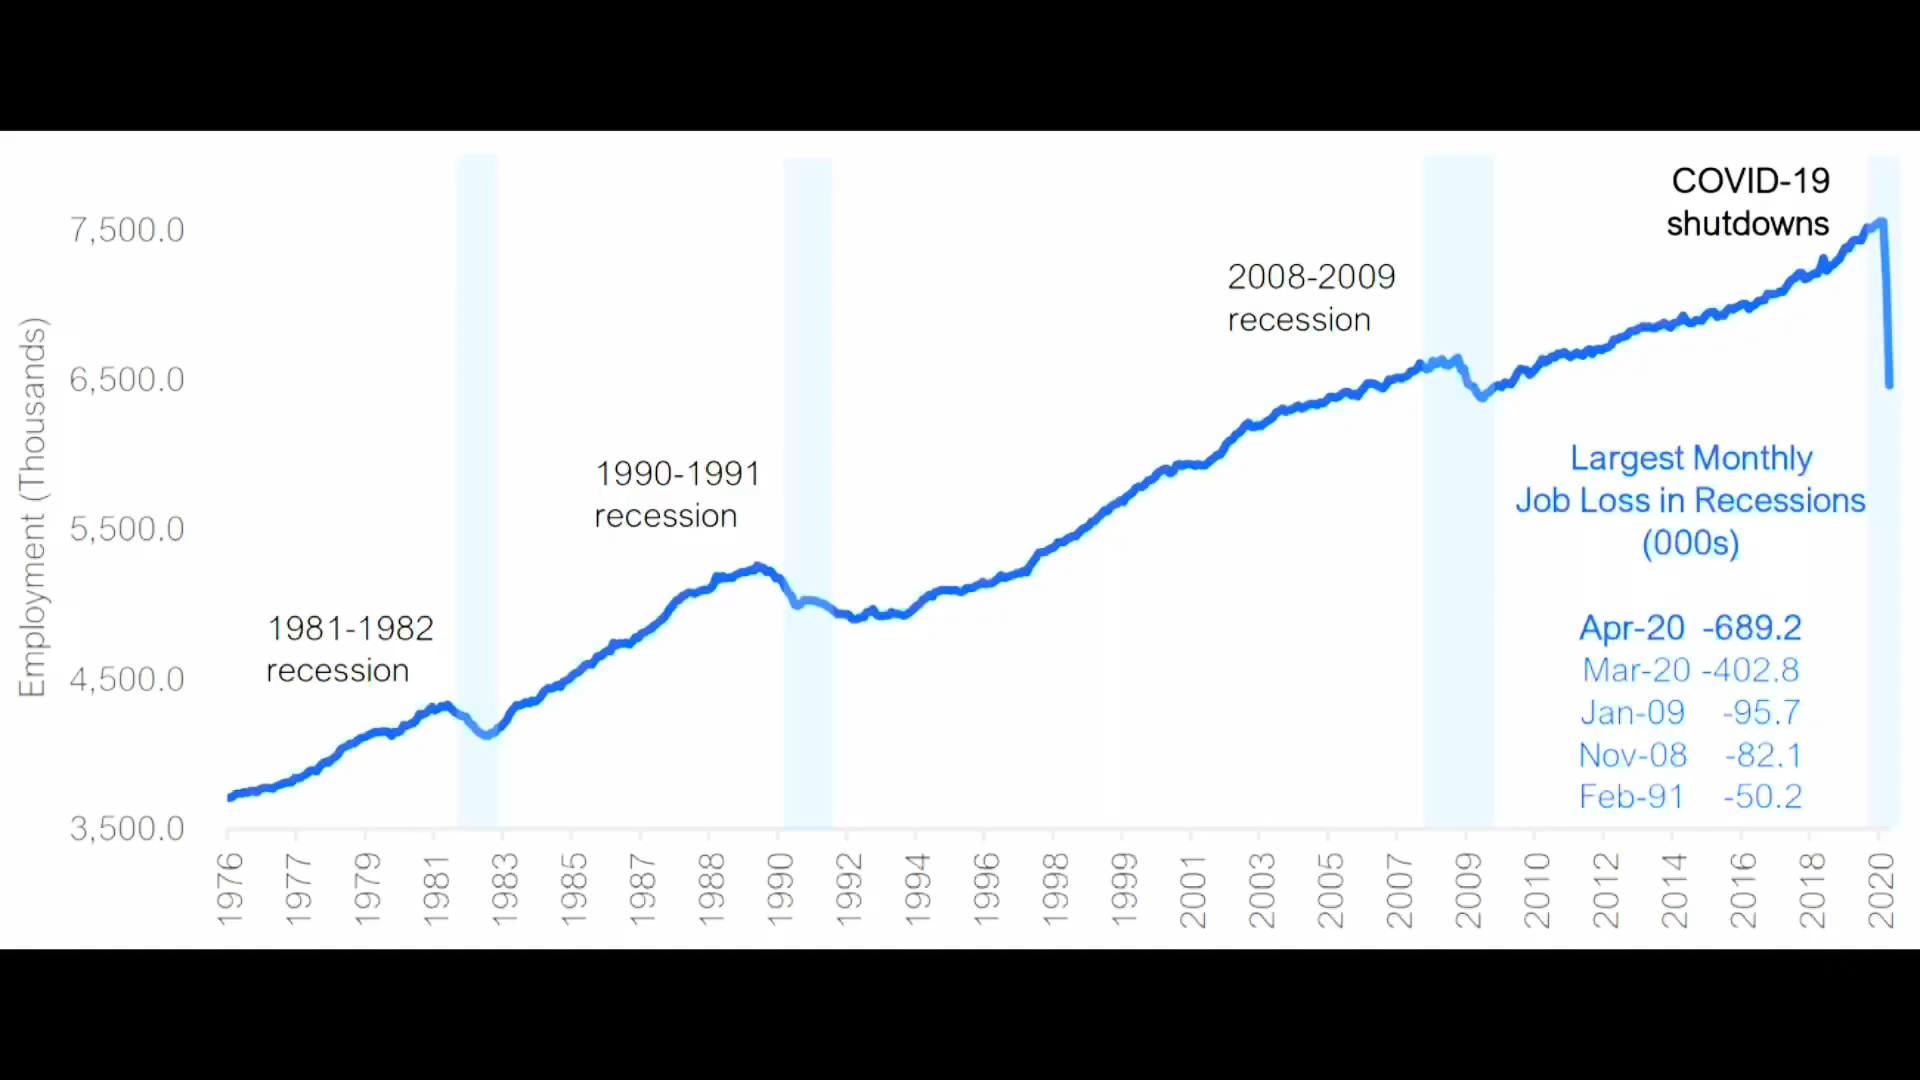 COVID-19
shutdowns
7,500.0
2008-2009
recession
6,500.0
Employment (Thousands)
Largest Monthly
Job Loss in Recessions
(000s)
1990-1991
recession
5,500.0
1981-1982
recession
4,500.0
Apr-20 -689.2
Mar-20 -402.8
Jan-09 -95.7
Nov-08 -82.1
Feb-91 -50.2
3,500.0
1976 1977 1979 1981 1983 1985 1987 1988 1990 1992 1994 1996 1998 1999 2001 2003 2005 2007 2009 2010 2012 2014 2016 2018 2020